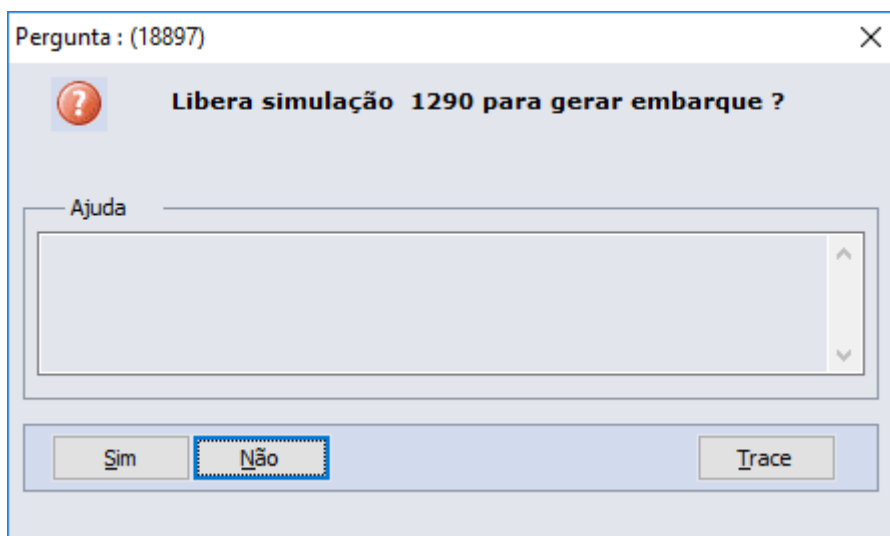 Pergunta : (18897)
Libera simulação 1290 para gerar embarque ?
Ajuda
Sim
Não
Trace